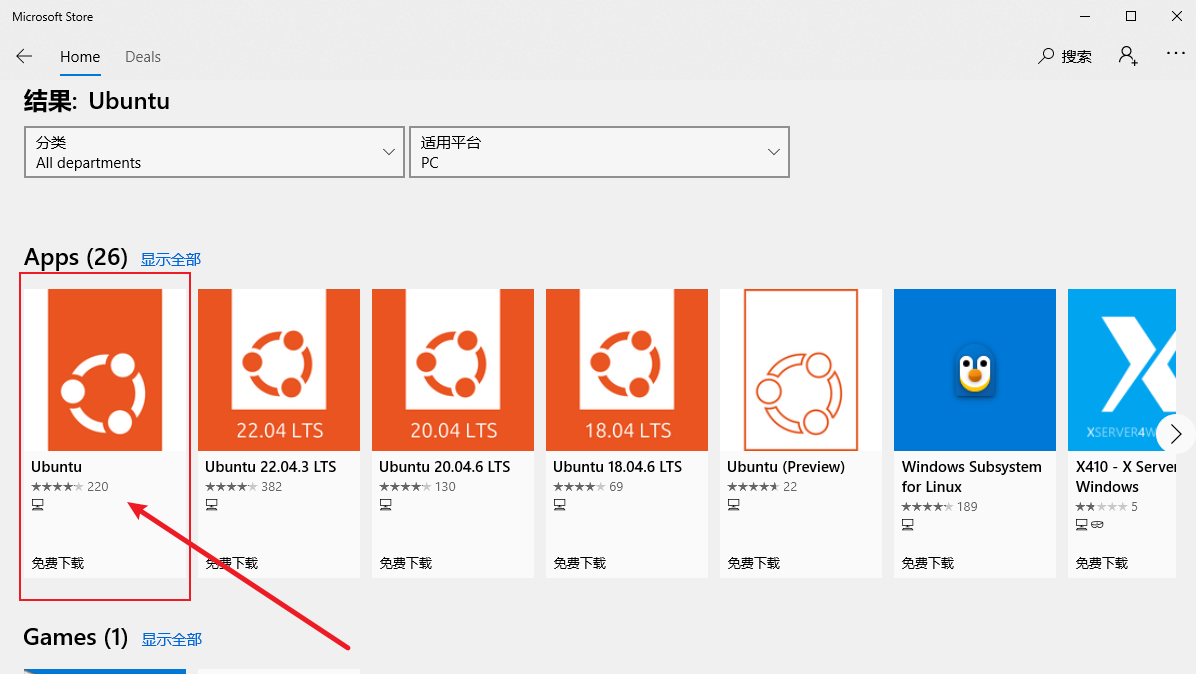 Microsoft Store
Home Deals 搜索
结果: Ubuntu
分类
All departments
适用平台
PC
Apps (26) 显示全部
22.04 LTS
20.04 LTS
18.04 LTS
Ubuntu
220
免费下载
Ubuntu 22.04.3 LTS
382
免费下载
Ubuntu 20.04.6 LTS
130
免费下载
Ubuntu 18.04.6 LTS
69
免费下载
Ubuntu (Preview)
22
免费下载
Windows Subsystem
for Linux
189
免费下载
XSERVER4W
X410 - X Server
Windows
5
免费下载
Games (1) 显示全部